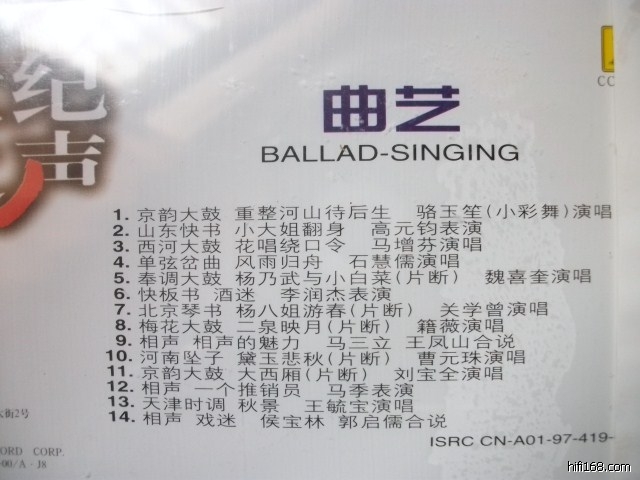 纪
声
CC
曲艺
BALLAD-SINGING
1. 京韵大鼓 重整河山待后生 骆玉笙(小彩舞)演唱
2. 山东快书 小大姐翻身 高元钧表演
3. 西河大鼓 花唱绕口令 马增芬演唱
4. 单弦岔曲 风雨归舟 石慧儒演唱
5. 奉调大鼓 杨乃武与小白菜(片断) 魏喜奎演唱
6. 快板书 酒迷 李润杰表演
7. 北京琴书 杨八姐游春(片断) 关学曾演唱
8. 梅花大鼓 二泉映月(片断) 籍薇演唱
9. 相声 相声的魅力 马三立 王凤山合说
10. 河南坠子 黛玉悲秋(片断) 曹元珠演唱
11. 京韵大鼓 大西厢(片断) 刘宝全演唱
12. 相声 一个推销员 马季表演
13. 天津时调 秋景 王毓宝演唱
14. 相声 戏迷 侯宝林 郭启儒合说
大街2号
ISRC CN-A01-97-419-
ORD CORP.
-00/A·J8
hifi168.com